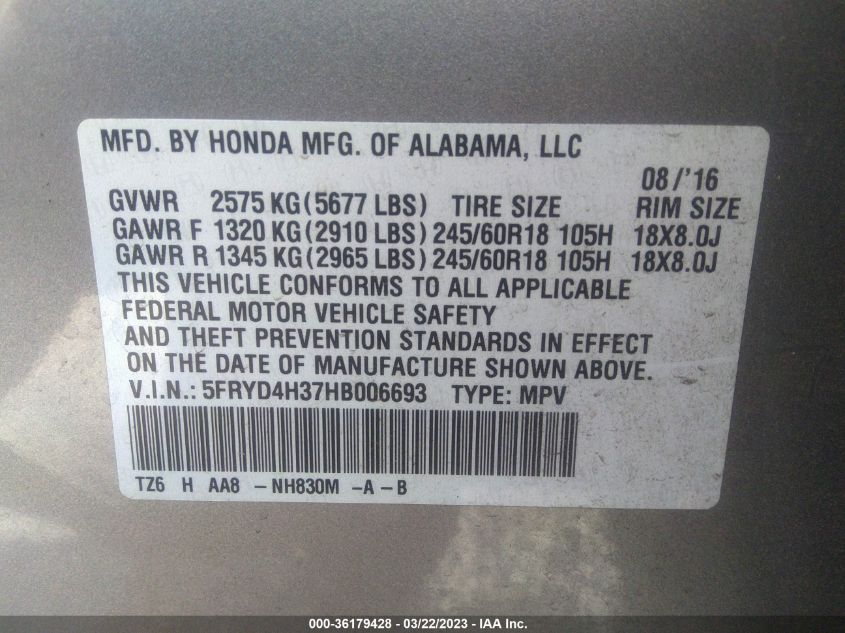 MFD. BY HONDA MFG. OF ALABAMA, LLC
08/'16
GVWR 2575 KG(5677 LBS) TIRE SIZE RIM SIZE
GAWR F 1320 KG(2910 LBS) 245/60R18 105H 18X8.0J
GAWR R 1345 KG(2965 LBS) 245/60R18 105H 18X8.0J
THIS VEHICLE CONFORMS TO ALL APPLICABLE
FEDERAL MOTOR VEHICLE SAFETY
AND THEFT PREVENTION STANDARDS IN EFFECT
ON THE DATE OF MANUFACTURE SHOWN ABOVE.
V.I.N.: 5FRYD4H37HB006693 TYPE: MPV
TZ6 H AA8 -NH830M -A -B
000-36179428 - 03/22/2023 - IAA Inc.